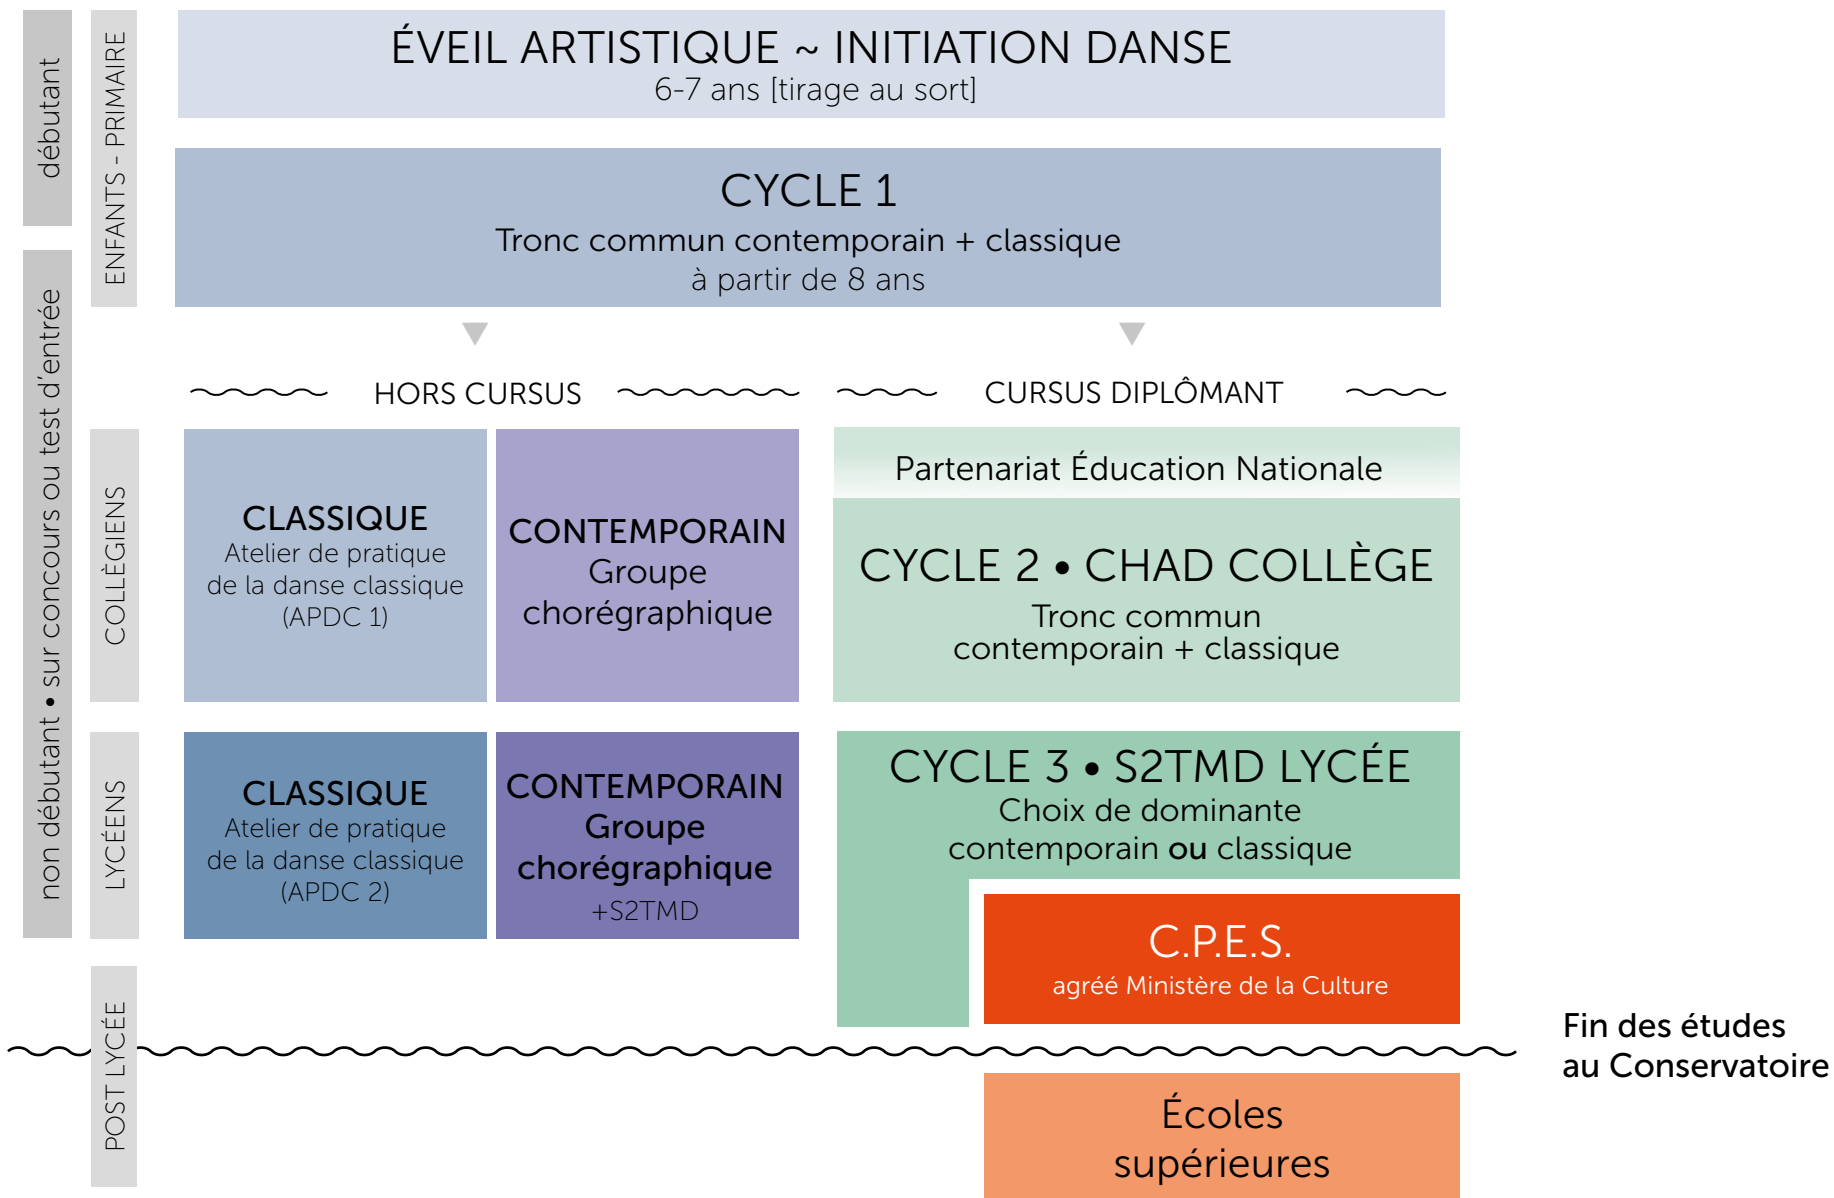 débutant
ENFANTS - PRIMAIRE
ÉVEIL ARTISTIQUE ~ INITIATION DANSE
6-7 ans [tirage au sort]
CYCLE 1
Tronc commun contemporain + classique
à partir de 8 ans
non débutant • sur concours ou test d'entrée
HORS CURSUS
CURSUS DIPLÔMANT
COLLÈGIENS
CLASSIQUE
Atelier de pratique
de la danse classique
(APDC 1)
CONTEMPORAIN
Groupe
chorégraphique
Partenariat Éducation Nationale
CYCLE 2 • CHAD COLLÈGE
Tronc commun
contemporain + classique
LYCÉENS
CLASSIQUE
Atelier de pratique
de la danse classique
(APDC 2)
CONTEMPORAIN
Groupe
chorégraphique
+S2TMD
CYCLE 3 • S2TMD LYCÉE
Choix de dominante
contemporain ou classique
C.P.E.S.
agréé Ministère de la Culture
POST LYCÉE
Fin des études
au Conservatoire
Écoles
supérieures